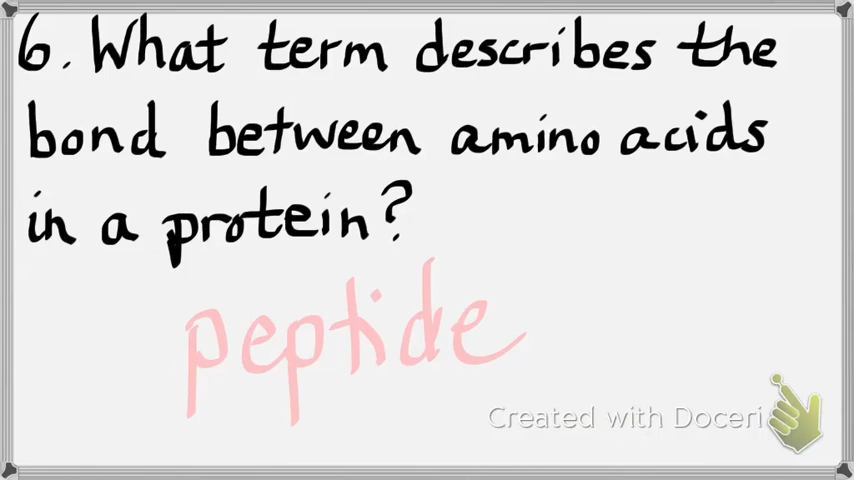 6. What term describes the
bond between amino acids
in a protein?
peptide
Created with Doceri